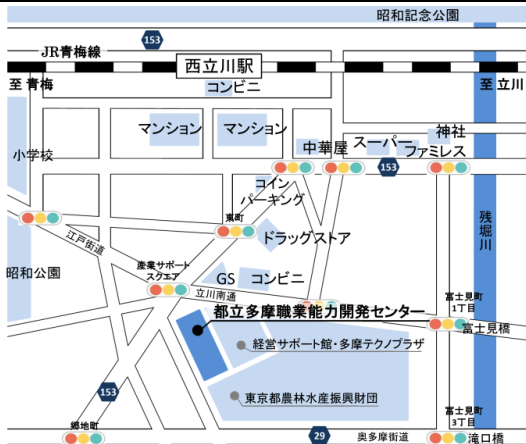 昭和記念公園
153
JR青梅線
西立川駅
至 青梅
至 立川
コンビニ
マンション
マンション
中華屋
スーパー
神社
ファミレス
小学校
153
コイン
パーキング
東町
ドラッグストア
江戸街道
残堀川
昭和公園
産業サポート
スクエア
GS
コンビニ
立川南通
富士見町
1丁目
都立多摩職業能力開発センター
富士見橋
経営サポート館・多摩テクノプラザ
153
東京都農林水産振興財団
郷地町
29
奥多摩街道
富士見町
3丁目
滝口橋